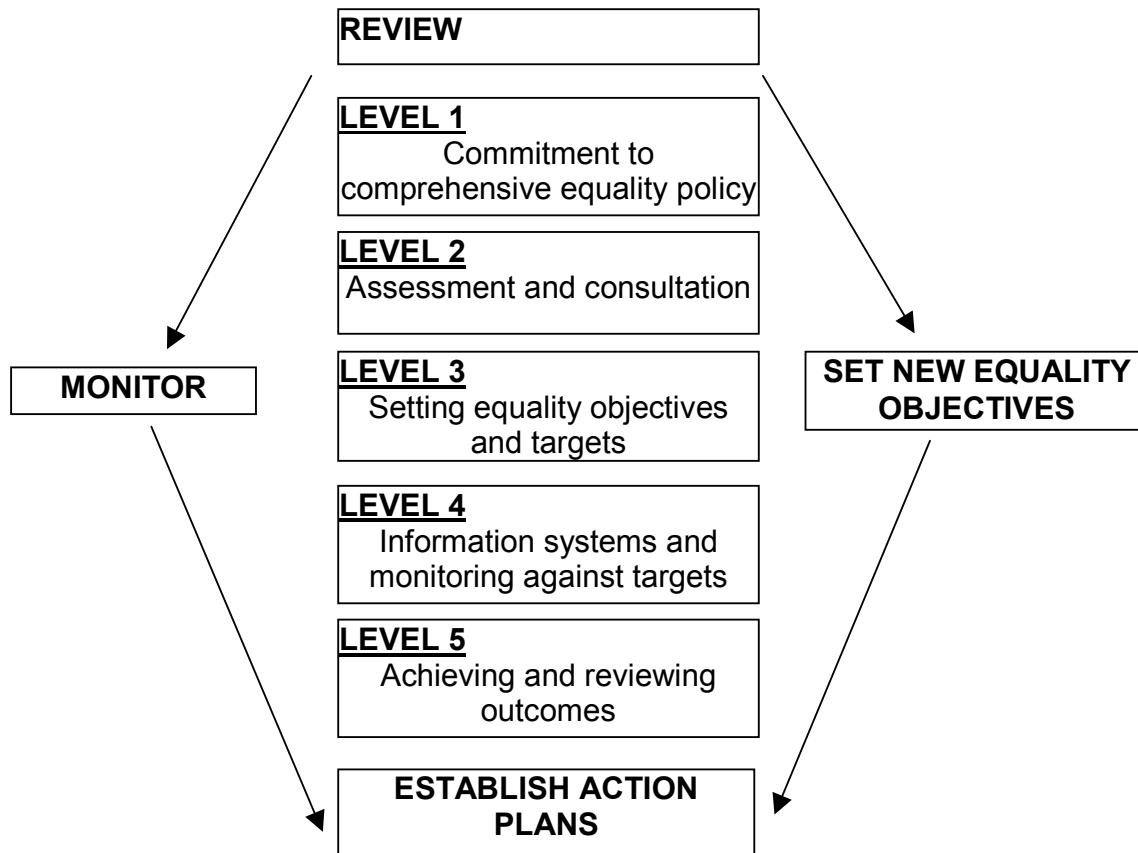 REVIEW
LEVEL 1
Commitment to
comprehensive equality policy
LEVEL 2
Assessment and consultation
MONITOR
LEVEL 3
Setting equality objectives
and targets
SET NEW EQUALITY
OBJECTIVES
LEVEL 4
Information systems and
monitoring against targets
LEVEL 5
Achieving and reviewing
outcomes
ESTABLISH ACTION
PLANS